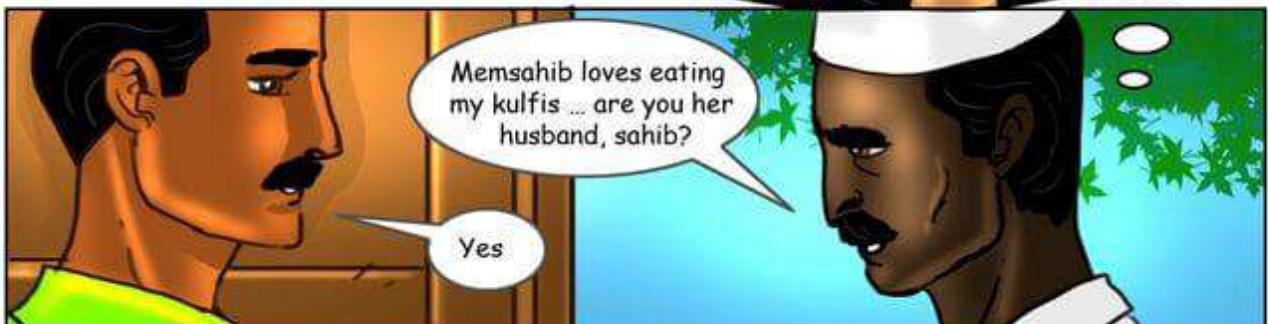 Memsahib loves eating
my kulfis ... are you her
husband, sahib?
Yes